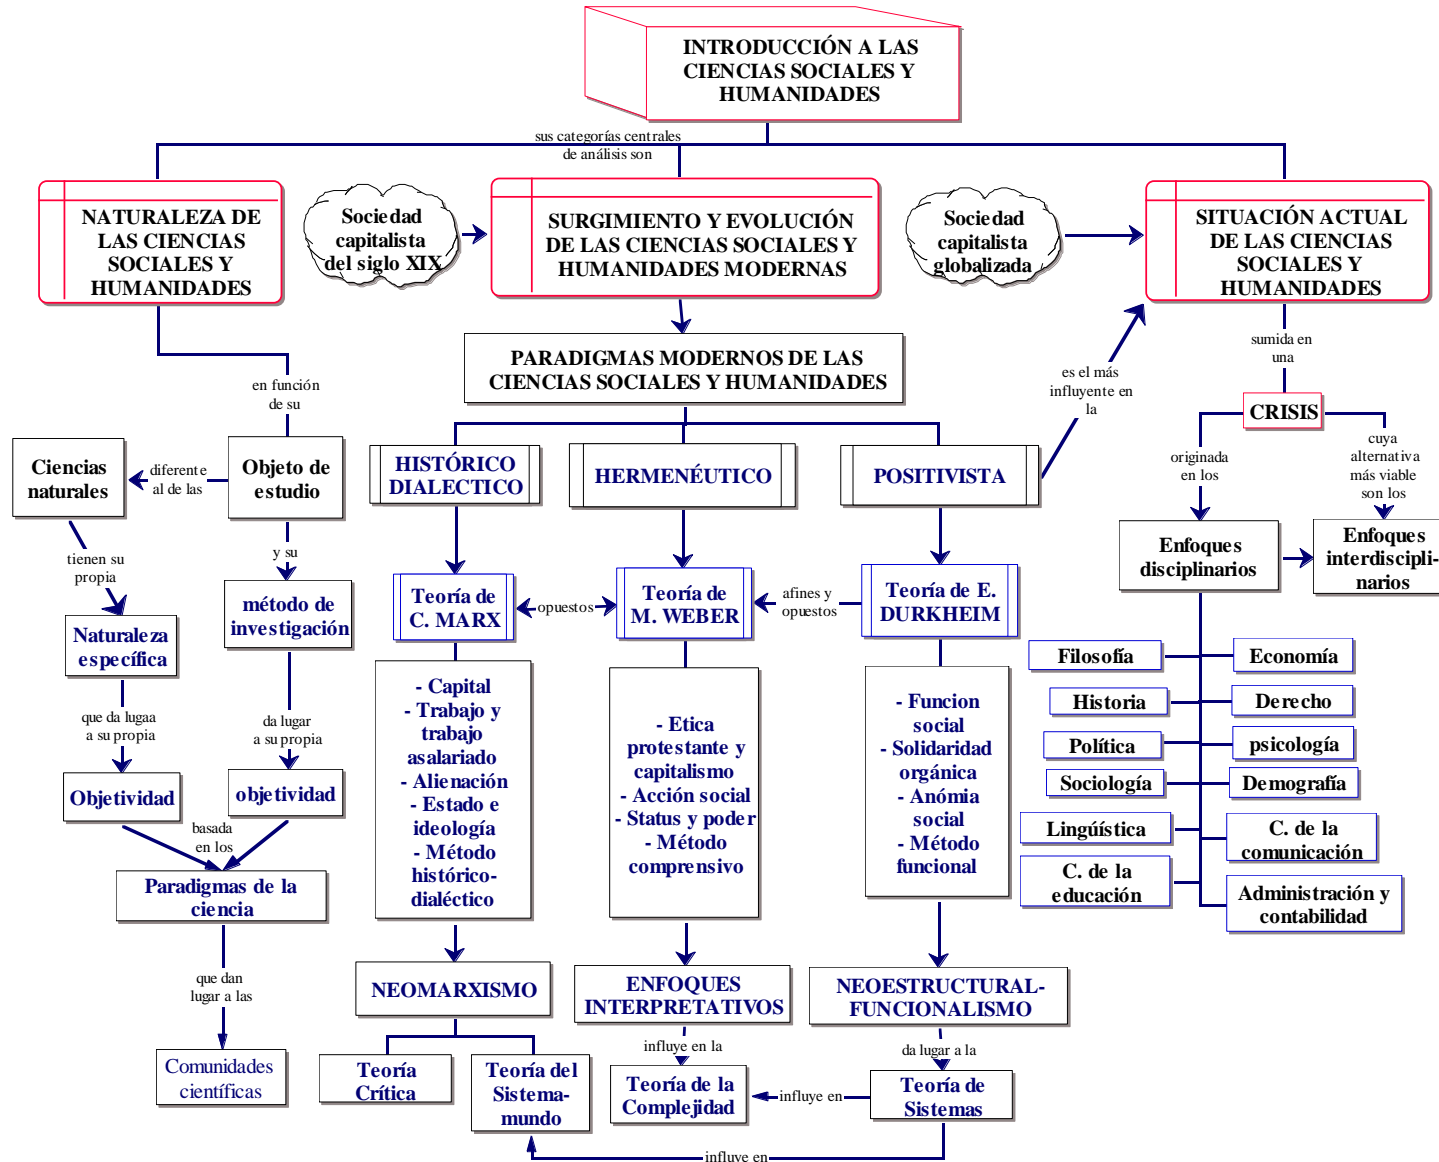 INTRODUCCIÓN A LAS
CIENCIAS SOCIALES Y
HUMANIDADES
sus categorías centrales
de análisis son
NATURALEZA DE
LAS CIENCIAS
SOCIALES Y
HUMANIDADES
Sociedad
capitalista
del siglo XIX
SURGIMIENTO Y EVOLUCIÓN
DE LAS CIENCIAS SOCIALES Y
HUMANIDADES MODERNAS
Sociedad
capitalista
globalizada
SITUACIÓN ACTUAL
DE LAS CIENCIAS
SOCIALES Y
HUMANIDADES
PARADIGMAS MODERNOS DE LAS
CIENCIAS SOCIALES Y HUMANIDADES
es el más
influyente en
la
sumida en
una
CRISIS
en función
de su
Ciencias
naturales
diferente
al de las
Objeto de
estudio
HISTÓRICO
DIALECTICO
HERMENÉUTICO
POSITIVISTA
originada
en los
cuya
alternativa
más viable
son los
Enfoques
disciplinarios
Enfoques
interdiscipli-
narios
tienen su
propia
y su
Naturaleza
específica
método de
investigación
Teoría de
C. MARX
opuestos
Teoría de
M. WEBER
afines y
opuestos
Teoría de E.
DURKHEIM
que da lugaa
a su propia
da lugar
a su propia
Objetividad
objetividad
basada
en los
Paradigmas de la
ciencia
que dan
lugar a las
Comunidades
científicas
- Capital
- Trabajo y
trabajo
asalariado
- Alienación
- Estado e
ideología
- Método
histórico-
dialéctico
- Etica
protestante y
capitalismo
- Acción social
- Status y poder
- Método
comprensivo
- Funcion
social
- Solidaridad
orgánica
- Anómia
social
- Método
funcional
Filosofía
Economía
Historia
Derecho
Política
psicología
Sociología
Demografía
Lingúística
C. de la
comunicación
C. de la
educación
Administración y
contabilidad
NEOMARXISMO
ENFOQUES
INTERPRETATIVOS
NEOESTRUCTURAL-
FUNCIONALISMO
influye en la
da lugar a la
Teoría
Crítica
Teoría del
Sistema-
mundo
Teoría de la
Complejidad
influye en
Teoría de
Sistemas
influye en